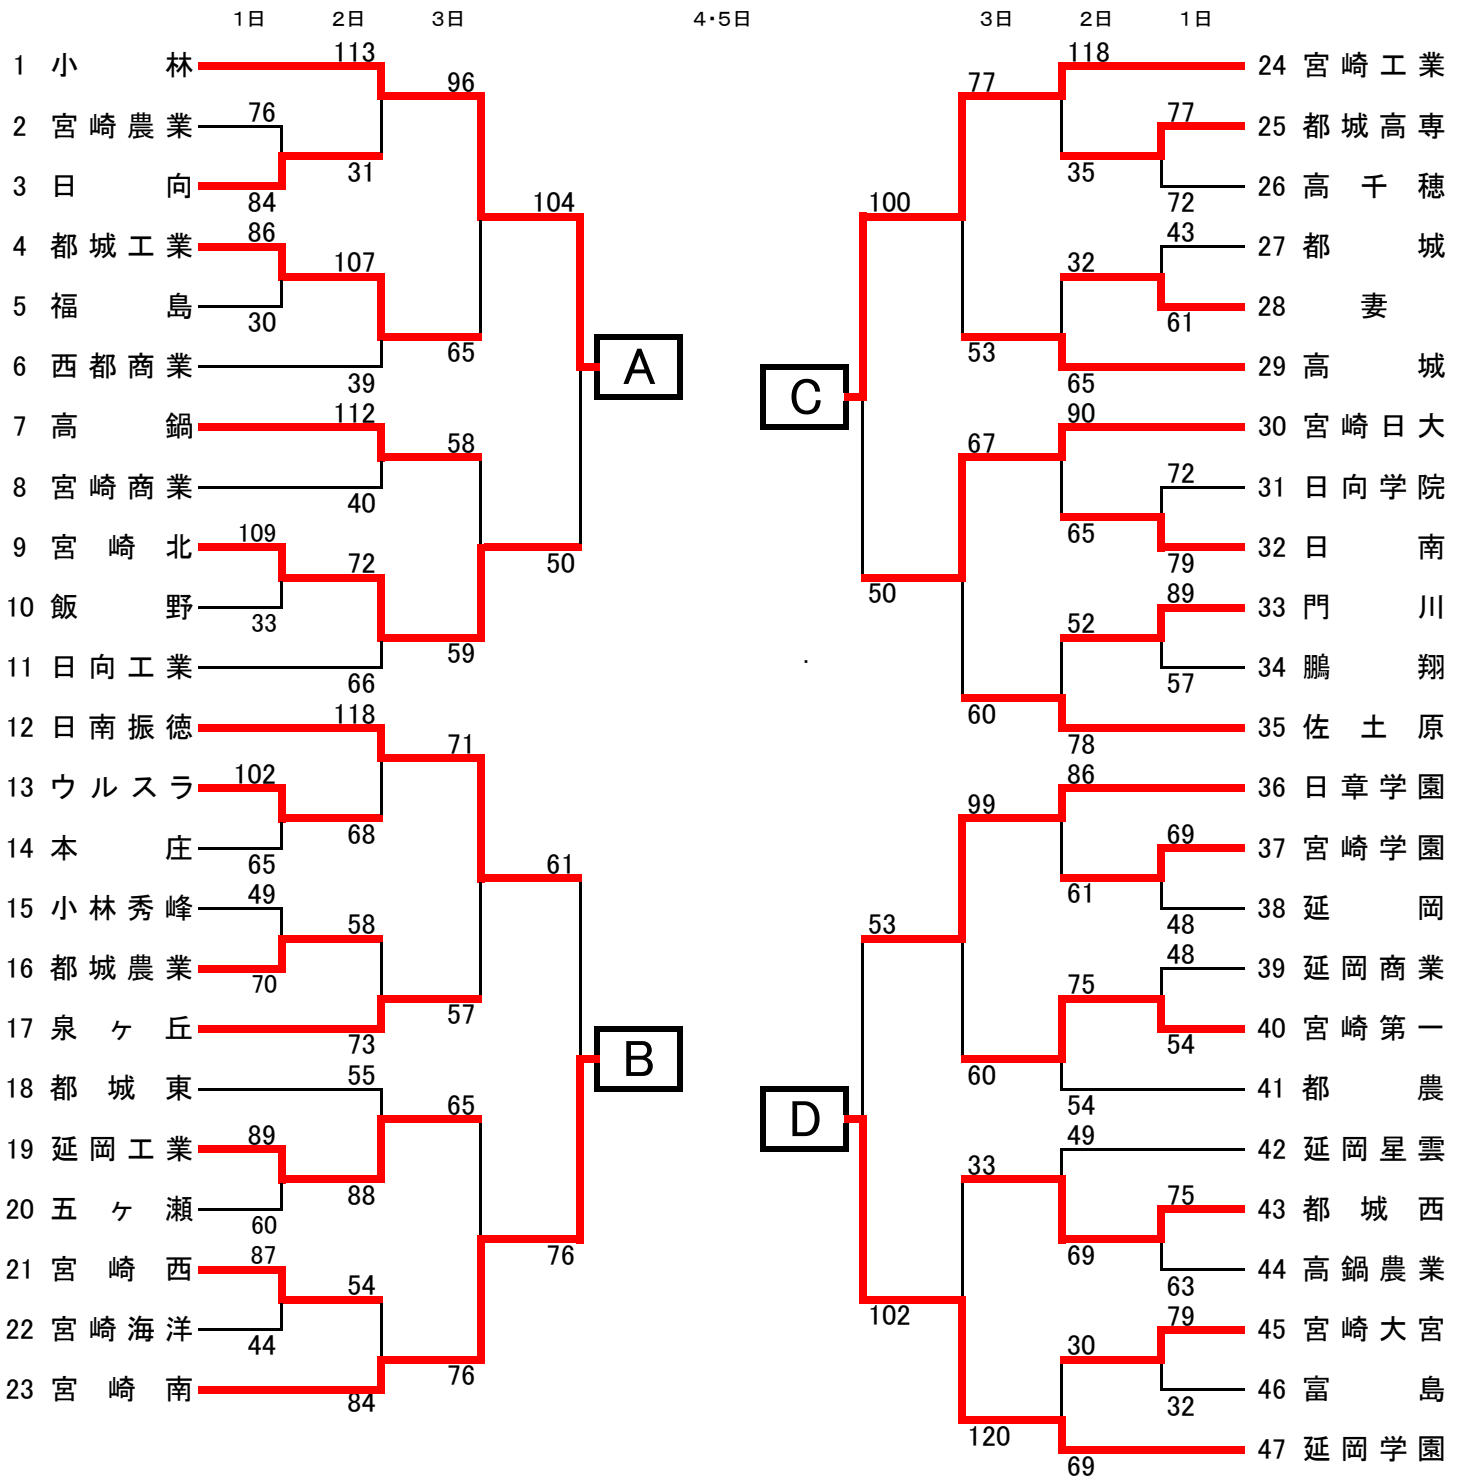 1日 2日 3日 4・5日 3日 2日 1日
113 118
1 小林 96 77 24 宮崎工業
76 77
2 宮崎農業 25 都城高専
31 35
3 日向 26 高千穂
84 104 100 72
86 43
4 都城工業 27 都城
107 32
5 福島 28 妻
30 61
65 A 53
6 西都商業 29 高城
39 C 65
112 90
7 高鍋 58 67 30 宮崎日大
72
8 宮崎商業 31 日向学院
40
109 65
9 宮崎北 32 日南
72 50 79
50 89
10 飯野 33 門川
33 52
59
11 日向工業 34 鵬翔
66 57
118 60
12 日南振徳 35 佐土原
71 78
102 86
13 ウルスラ 36 日章学園
99
68 69
14 本庄 37 宮崎学園
65 61
49 61
15 小林秀峰 38 延岡
58 53 48
48
16 都城農業 39 延岡商業
70 75
57
17 泉ヶ丘 40 宮崎第一
73 B 54
55 60
18 都城東 41 都農
65 D 54
89 49
19 延岡工業 42 延岡星雲
33
88 75
20 五ヶ瀬 43 都城西
60
87 76 69
21 宮崎西 44 高鍋農業
54 63
102 79
22 宮崎海洋 45 宮崎大宮
44 30
76
23 宮崎南 46 富島
84 32
120
47 延岡学園
69